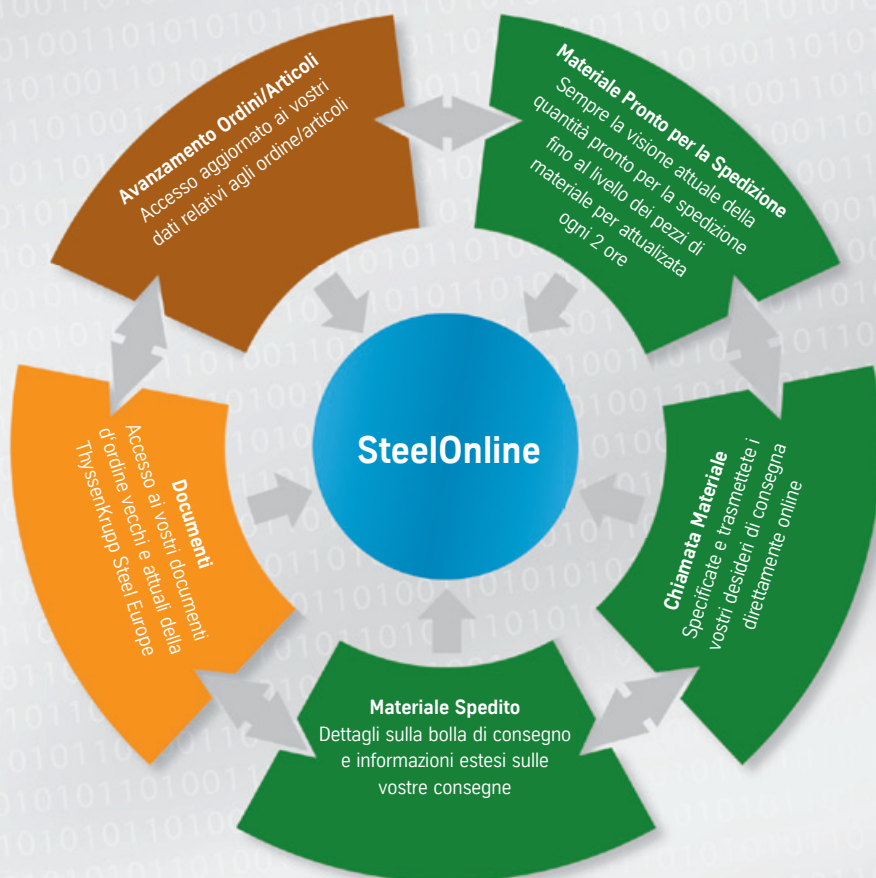 Avanzamento Ordini/Articoli
Accesso aggiornato ai vostri
dati relativi agli ordine/articoli
Materiale Pronto per la Spedizione
Sempre la visione attuale della
quantità pronto per la spedizione
fino al livello dei pezzi di
materiale per attualizata
ogni 2 ore
SteelOnline
Documenti
Accesso ai vostri documenti
d'ordine vecchi e attuali della
ThyssenKrupp Steel Europe
Chiamata Materiale
Specificate e trasmettete i
vostri desideri di consegna
direttamente online
Materiale Spedito
Dettagli sulla bolla di consegno
e informazioni estesi sulle
vostre consegne